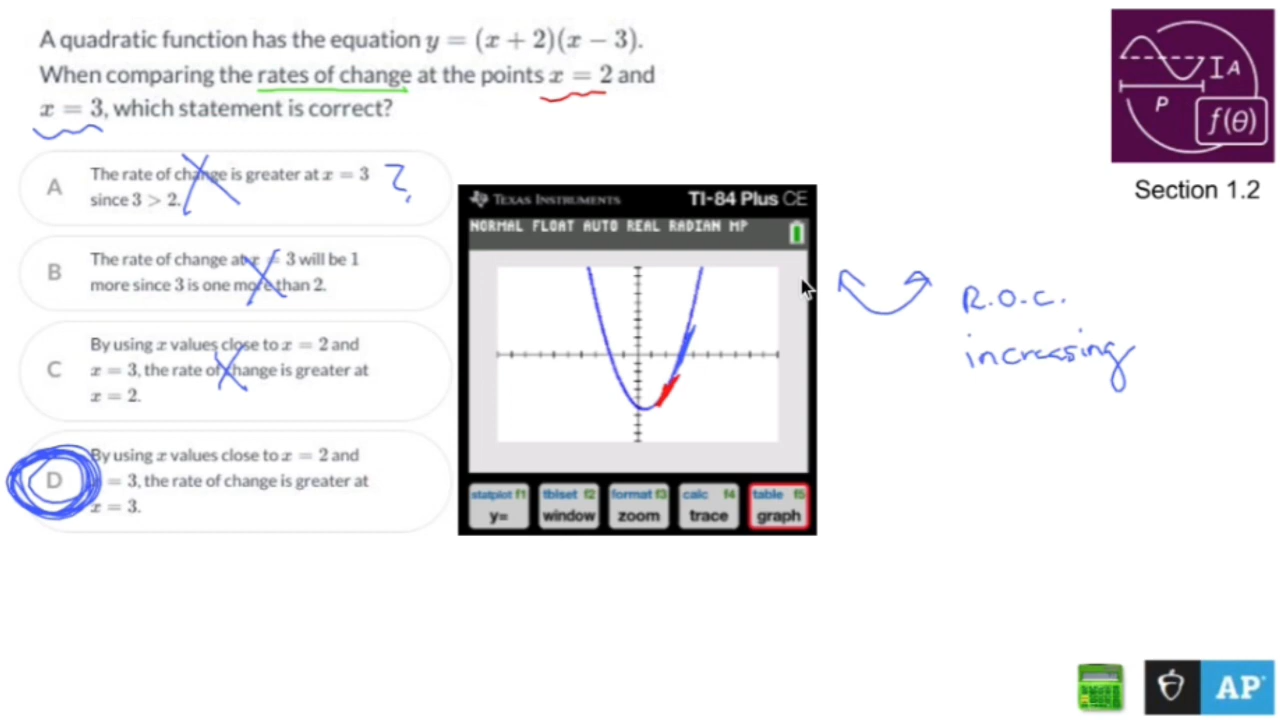 A quadratic function has the equation y = (x + 2)(x − 3).
When comparing the rates of change at the points x = 2 and
x = 3, which statement is correct?
A
The rate of change is greater at x = 3
since 3 > 2.
?
B
The rate of change at x = 3 will be 1
more since 3 is one more than 2.
C
By using x values close to x = 2 and
x = 3, the rate of change is greater at
x = 2.
D
By using x values close to x = 2 and
x = 3, the rate of change is greater at
x = 3.
TEXAS INSTRUMENTS TI-84 Plus CE
NORMAL FLOAT AUTO REAL RADIAN MP
statplot f1 tblset f2 format f3 calc f4 table f5
y= window zoom trace graph
R.O.C.
increasing
A
P
f(θ)
Section 1.2
AP